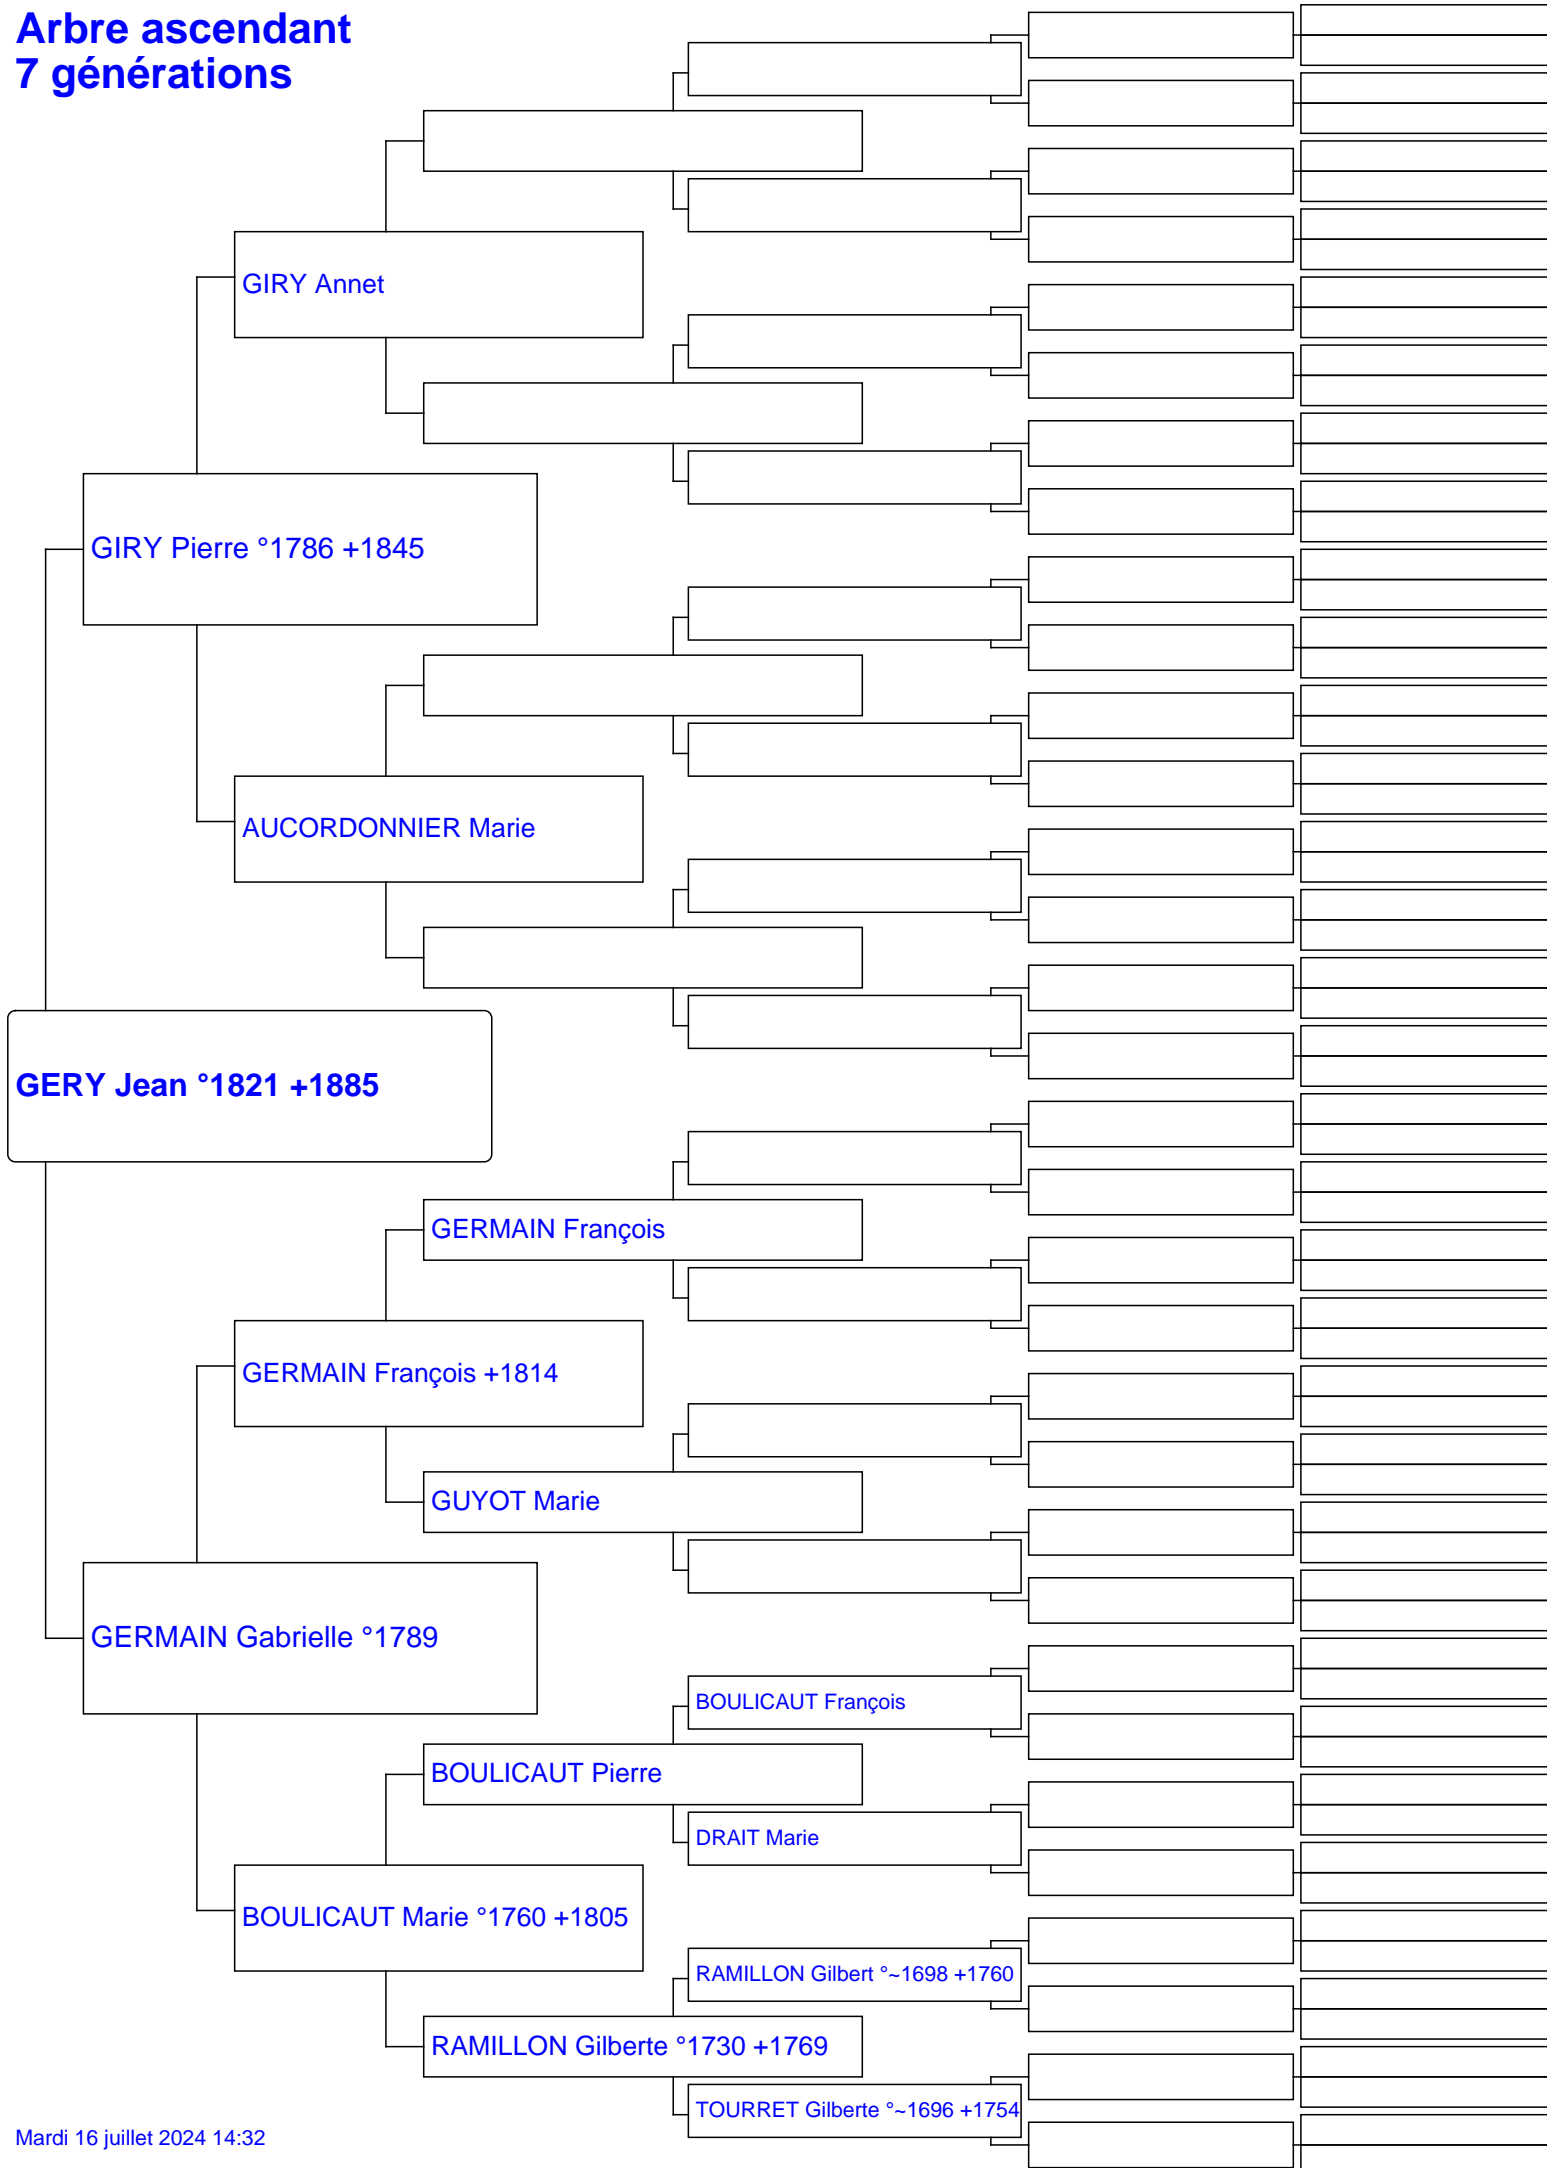 Arbre ascendant
7 générations
GIRY Annet
GIRY Pierre °1786 +1845
AUCORDONNIER Marie
GERY Jean °1821 +1885
GERMAIN François
GERMAIN François +1814
GUYOT Marie
GERMAIN Gabrielle °1789
BOULICAUT François
BOULICAUT Pierre
DRAIT Marie
BOULICAUT Marie °1760 +1805
RAMILLON Gilbert °~1698 +1760
RAMILLON Gilberte °1730 +1769
TOURRET Gilberte °~1696 +1754
Mardi 16 juillet 2024 14:32